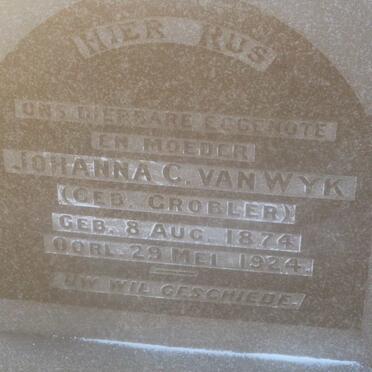 HIER RUS
ONS DIERBARE EGGENOTE
EN MOEDER
JOHANNA C. VAN WYK
(GEB. GROBLER)
GEB. 8 AUG. 1874
OORL. 29 MEI 1924.
UW WIL GESCHIEDE.